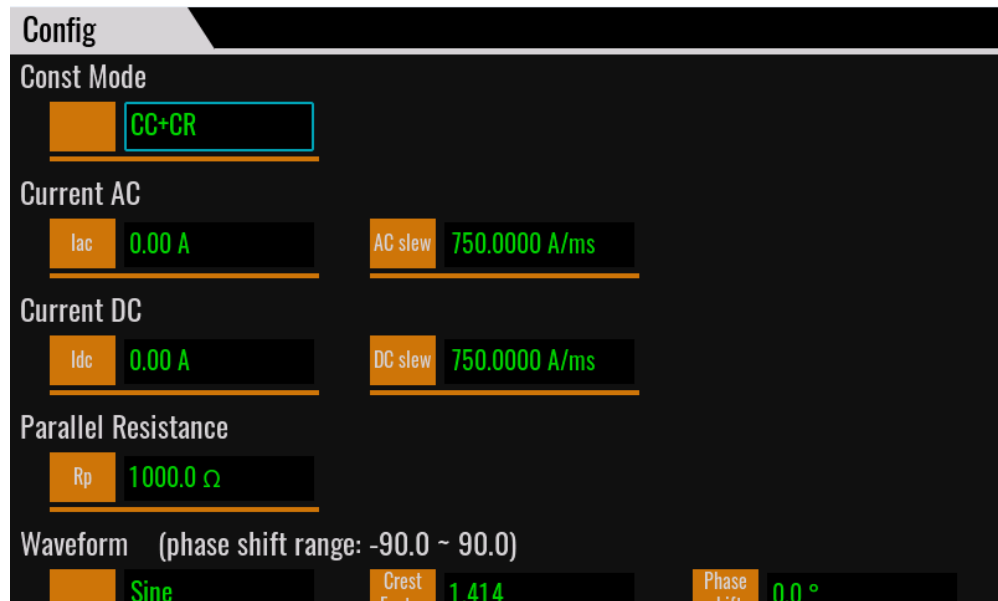 Config
Const Mode
CC+CR
Current AC
Iac 0.00 A AC slew 750.0000 A/ms
Current DC
Idc 0.00 A DC slew 750.0000 A/ms
Parallel Resistance
Rp 1000.0 Ω
Waveform (phase shift range: -90.0 ~ 90.0)
Sine Crest 1.414 Phase 0.0 °